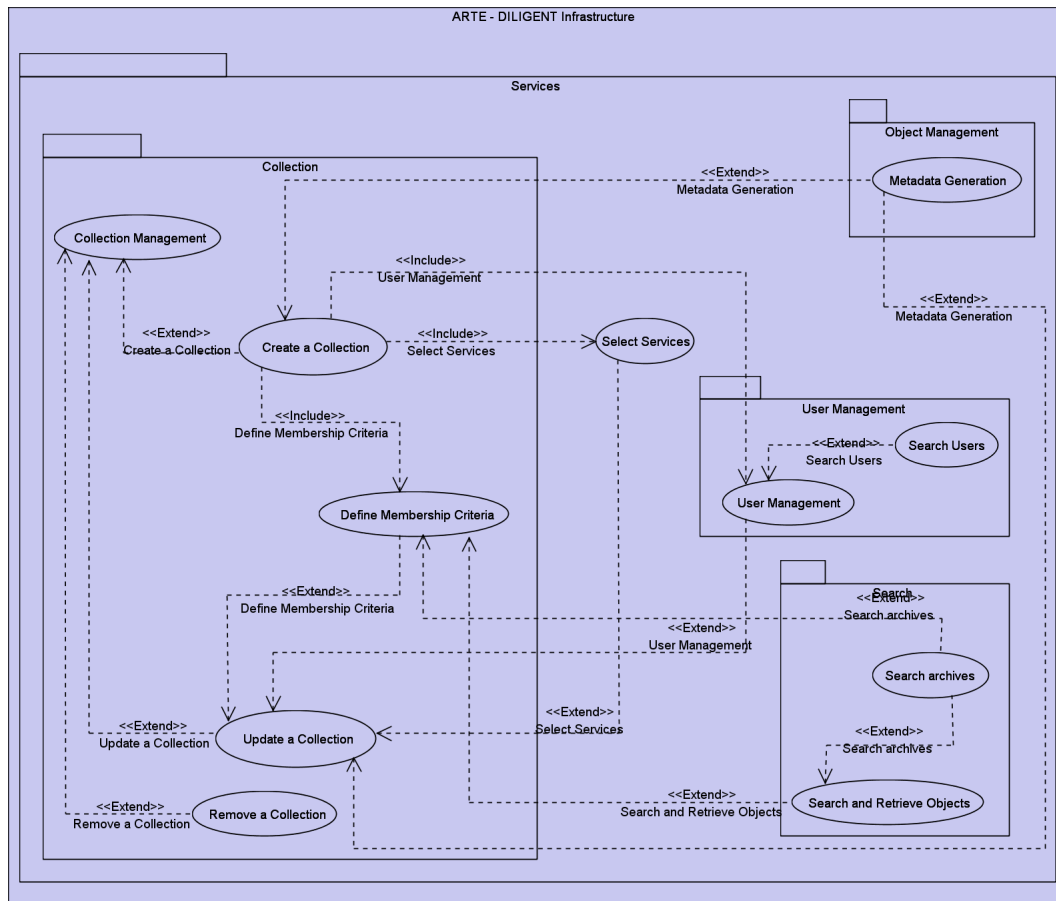 ARTE - DILIGENT Infrastructure
Services
Object Management
Collection
<<Extend>>
Metadata Generation
Metadata Generation
Collection Management
<<Include>>
User Management
<<Extend>>
Metadata Generation
<<Extend>>
Create a Collection
Create a Collection
<<Include>>
Select Services
Select Services
User Management
<<Include>>
Define Membership Criteria
<<Extend>>
Search Users
Search Users
User Management
Define Membership Criteria
<<Extend>>
Define Membership Criteria
Search
<<Extend>>
Search archives
<<Extend>>
User Management
Search archives
<<Extend>>
Update a Collection
Update a Collection
<<Extend>>
Select Services
<<Extend>>
Search archives
<<Extend>>
Remove a Collection
Remove a Collection
<<Extend>>
Search and Retrieve Objects
Search and Retrieve Objects